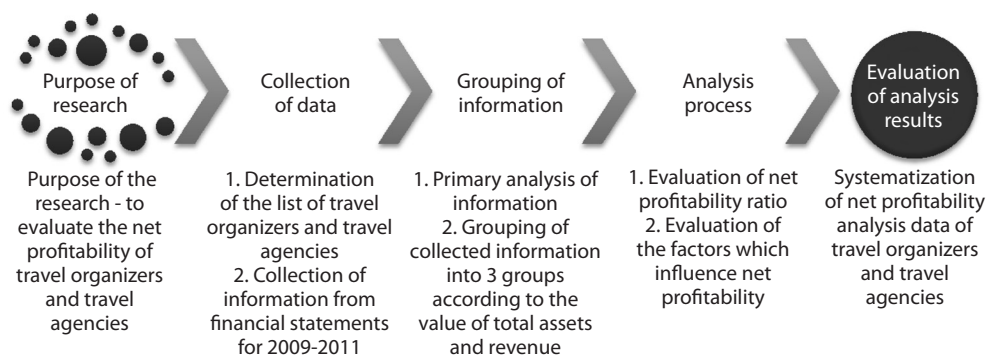 Purpose of
research
Collection
of data
Grouping of
information
Analysis
process
Evaluation
of analysis
results
Purpose of the
research - to
evaluate the net
profitability of
travel organizers
and travel
agencies
1. Determination
of the list of travel
organizers and travel
agencies
2. Collection of
information from
financial statements
for 2009-2011
1. Primary analysis of
information
2. Grouping of
collected information
into 3 groups
according to the
value of total assets
and revenue
1. Evaluation of net
profitability ratio
2. Evaluation of
the factors which
influence net
profitability
Systematization
of net profitability
analysis data of
travel organizers
and travel
agencies